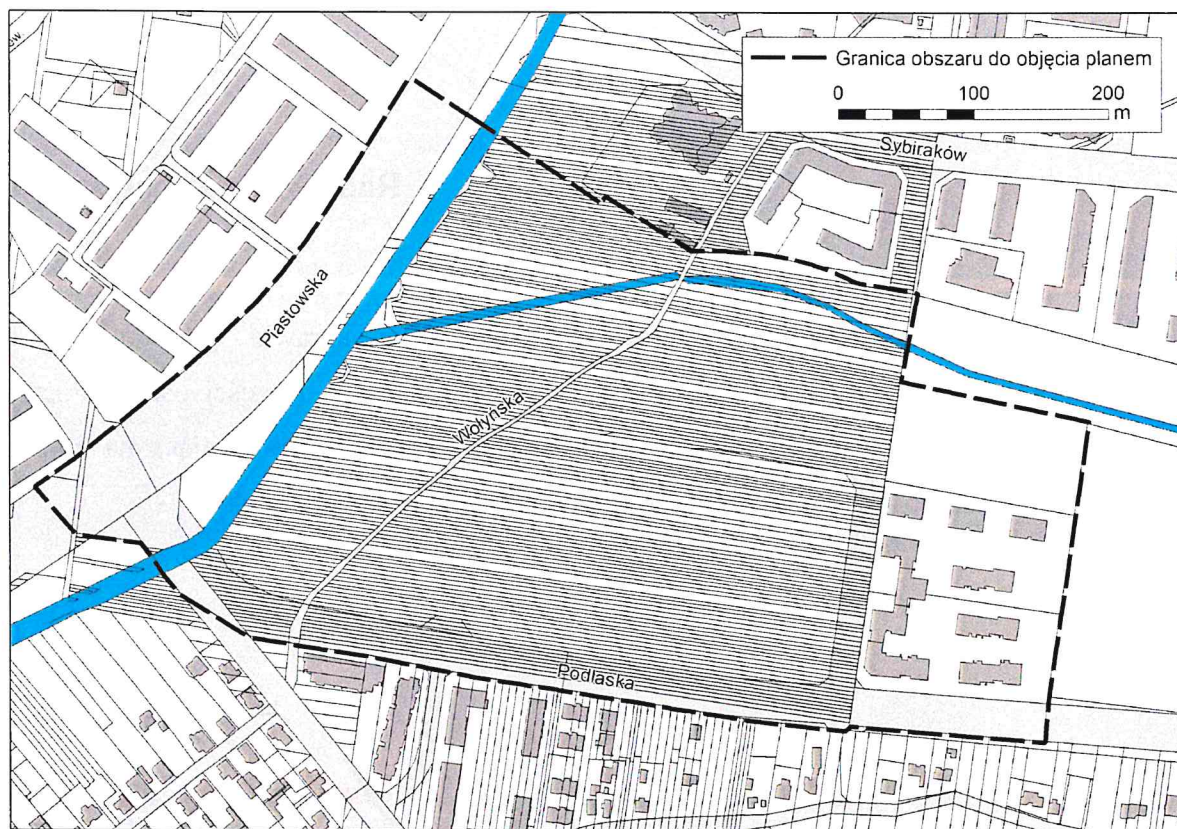 Granica obszaru do objęcia planem
0 100 200
m
Sybiraków
Piastowska
Wołyńska
Podlaska